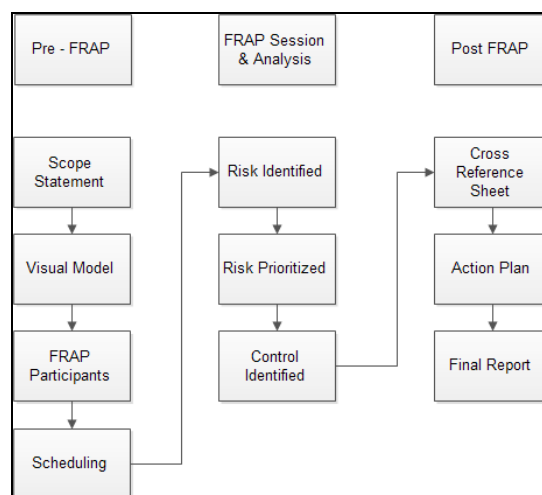 Pre - FRAP
FRAP Session
& Analysis
Post FRAP
Scope
Statement
Visual Model
FRAP
Participants
Scheduling
Risk Identified
Risk Prioritized
Control
Identified
Cross
Reference
Sheet
Action Plan
Final Report